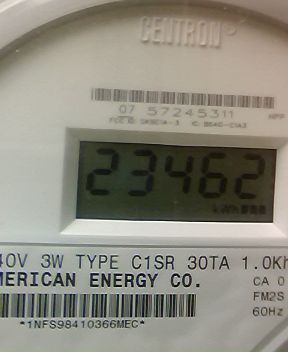 CENTRON®
07 57245311
23462
kWh
40V 3W TYPE C1SR 30TA 1.0Kh
MERICAN ENERGY CO.
CA 0
FM2S
60Hz
*1NFS98410366MEC*